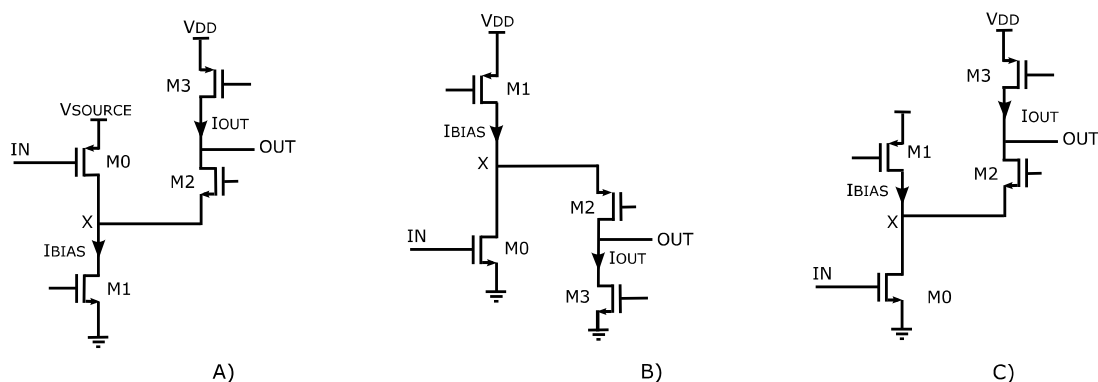 VDD
M3
VSOURCE
IOUT
IN
M0
OUT
M2
X
IBIAS
M1
A)
VDD
M1
IBIAS
X
M2
IN
M0
OUT
IOUT
M3
B)
VDD
M3
IOUT
M1
OUT
M2
IBIAS
X
IN
M0
C)